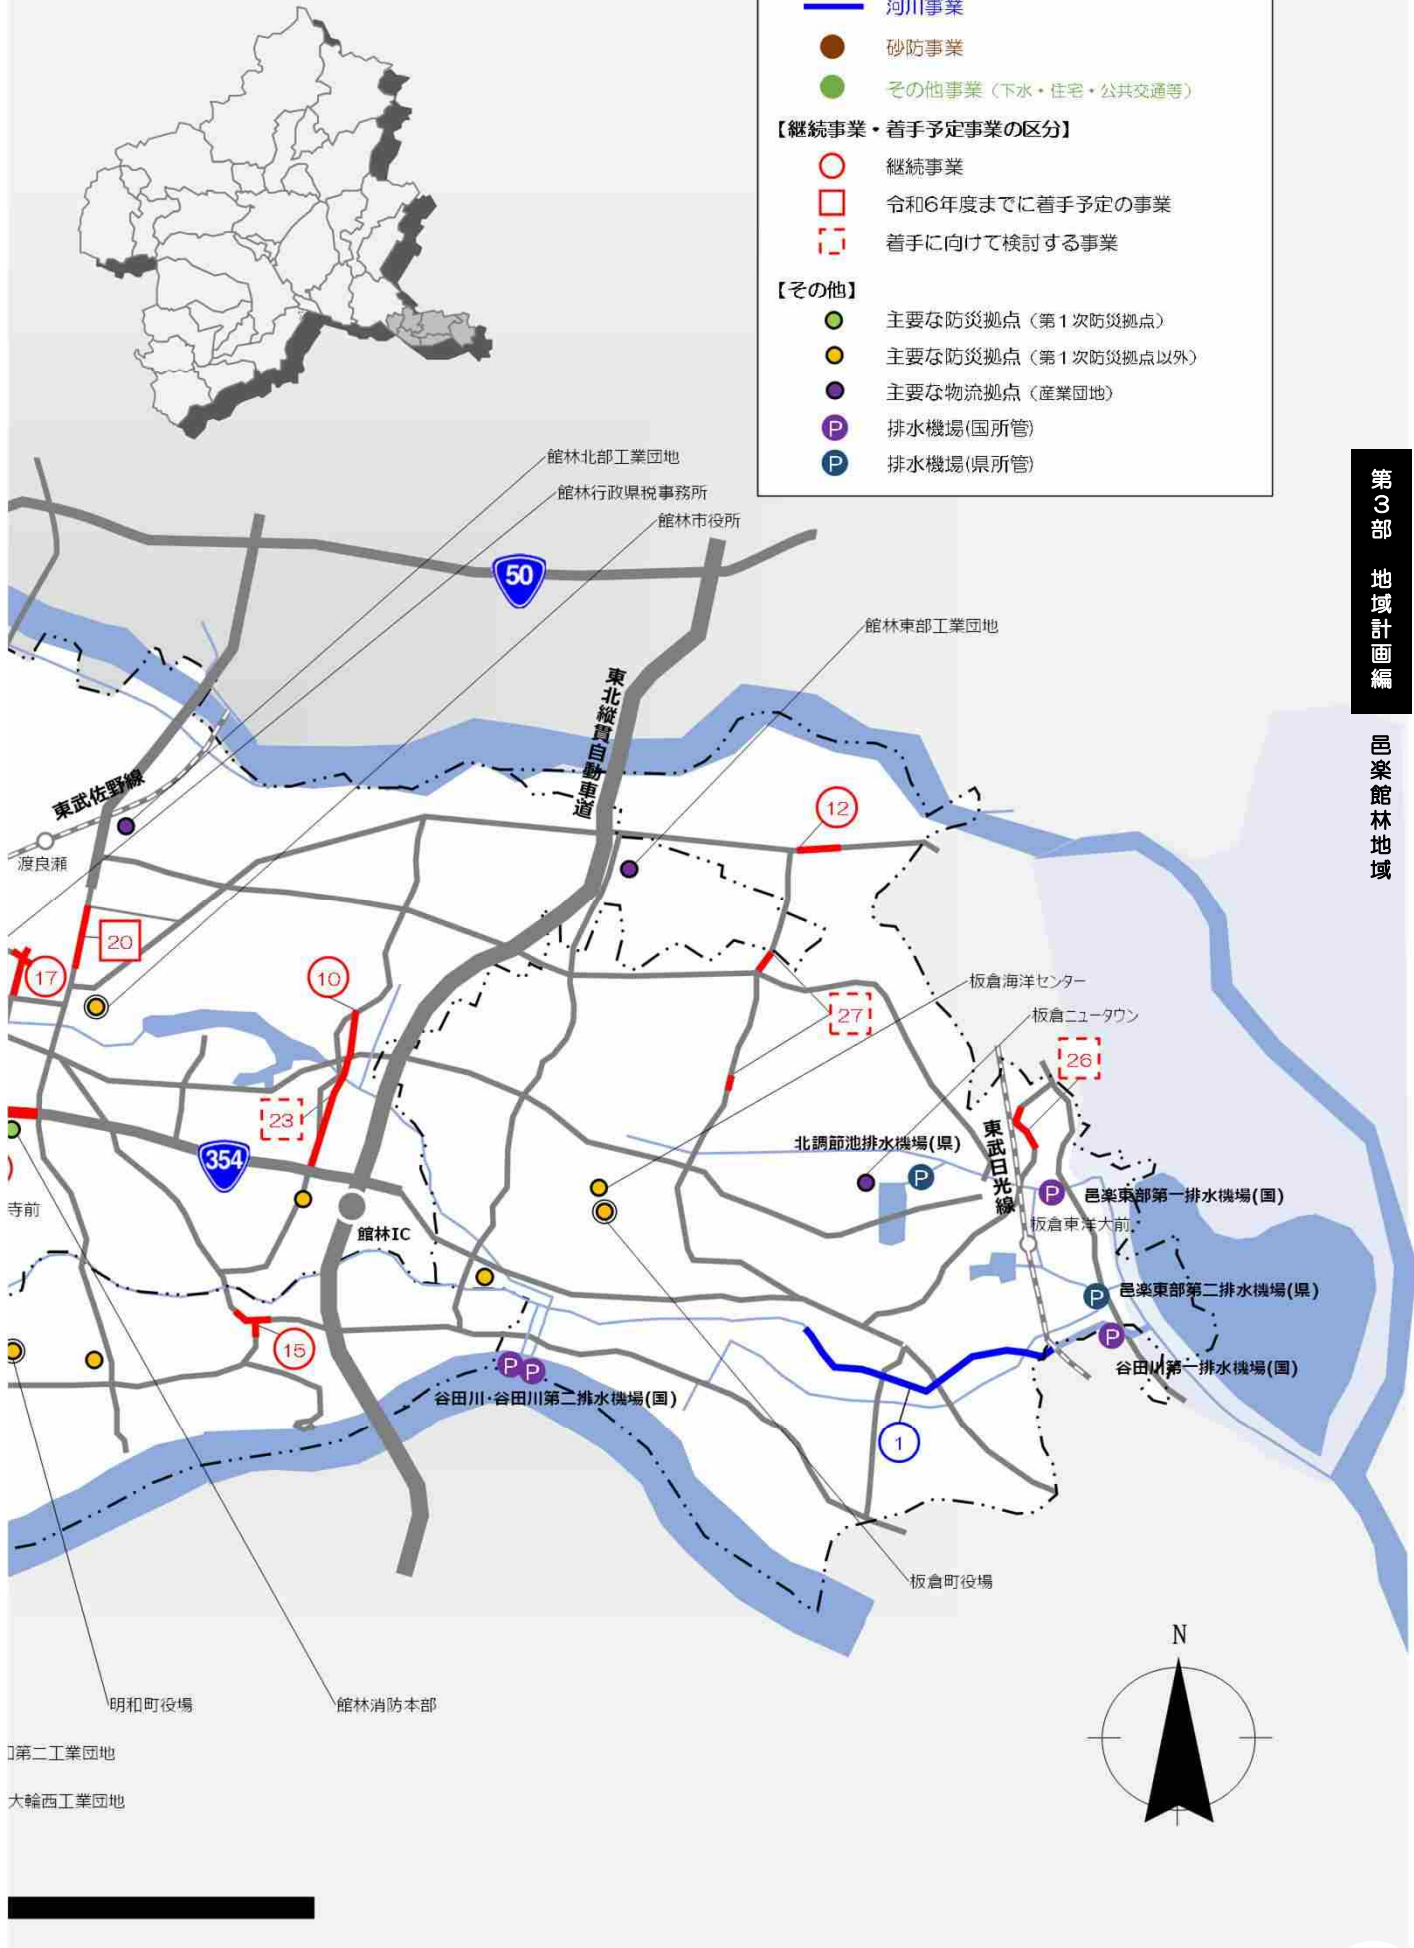 河川事業
砂防事業
その他事業（下水・住宅・公共交通等）
【継続事業・着手予定事業の区分】
継続事業
令和6年度までに着手予定の事業
着手に向けて検討する事業
【その他】
主要な防災拠点（第１次防災拠点）
主要な防災拠点（第１次防災拠点以外）
主要な物流拠点（産業団地）
P 排水機場(国所管)
P 排水機場(県所管)
第3部 地域計画編
邑楽館林地域
館林北部工業団地
館林行政県税事務所
館林市役所
50
館林東部工業団地
東北縦貫自動車道
東武佐野線
渡良瀬
12
20
17
10
27
板倉海洋センター
板倉ニュータウン
26
23
354
北調節池排水機場(県)
P
東武日光線
P
邑楽東部第一排水機場(国)
寺前
板倉東洋大前
館林IC
P
邑楽東部第二排水機場(県)
15
P
谷田川第一排水機場(国)
P P
谷田川・谷田川第二排水機場(国)
1
板倉町役場
N
明和町役場
館林消防本部
第二工業団地
大輪西工業団地